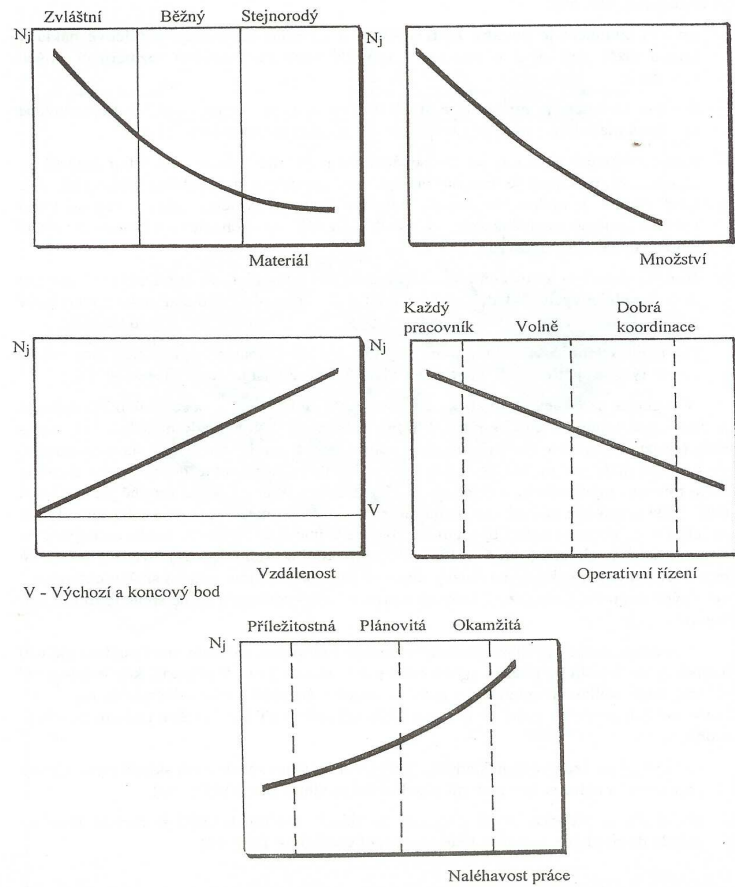 Zvláštní Běžný Stejnorodý
Nj
Materiál
Nj
Množství
Nj
V
Vzdálenost
V - Výchozí a koncový bod
Každý pracovník Volně Dobrá koordinace
Nj
Operativní řízení
Příležitostná Plánovitá Okamžitá
Nj
Naléhavost práce